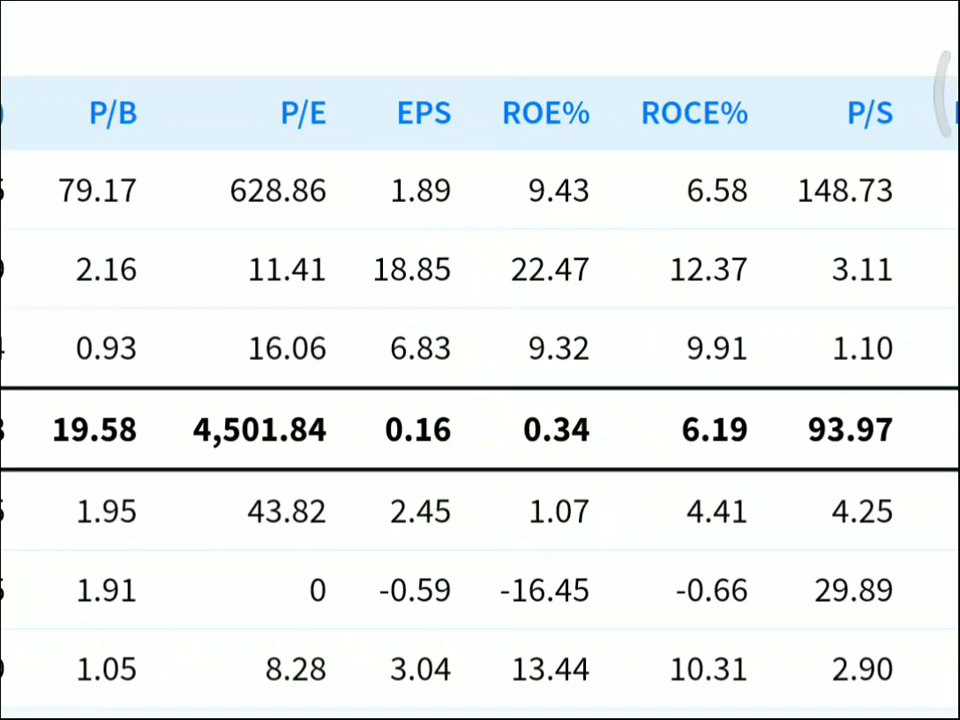 P/B P/E EPS ROE% ROCE% P/S
79.17 628.86 1.89 9.43 6.58 148.73
2.16 11.41 18.85 22.47 12.37 3.11
0.93 16.06 6.83 9.32 9.91 1.10
19.58 4,501.84 0.16 0.34 6.19 93.97
1.95 43.82 2.45 1.07 4.41 4.25
1.91 0 -0.59 -16.45 -0.66 29.89
1.05 8.28 3.04 13.44 10.31 2.90